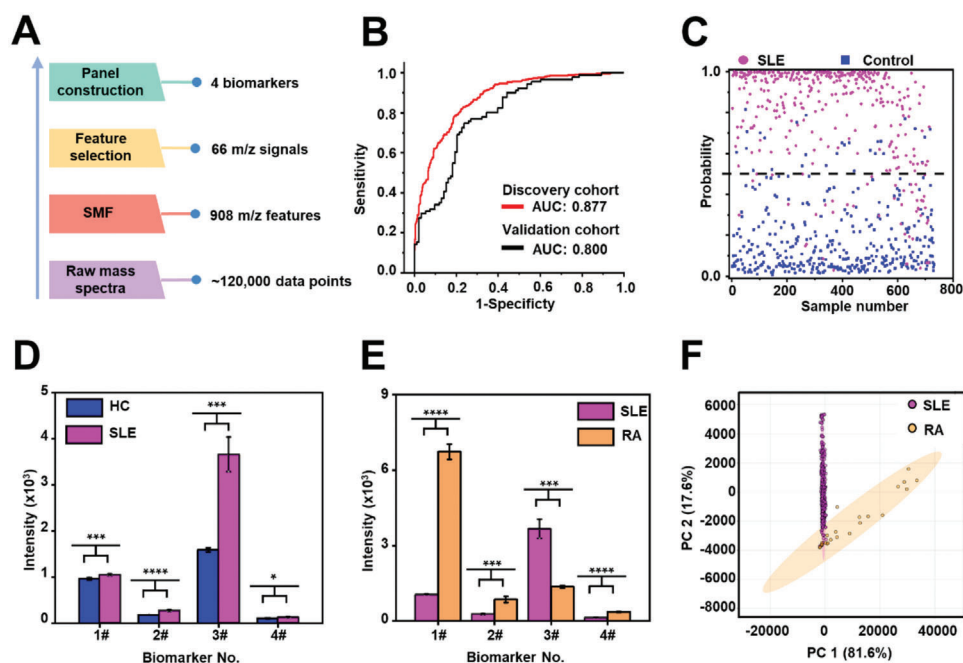 A
Panel construction
4 biomarkers
Feature selection
66 m/z signals
SMF
908 m/z features
Raw mass spectra
~120,000 data points
B
Sensitivity
1.0
0.8
0.6
0.4
0.2
0.0
Discovery cohort
AUC: 0.877
Validation cohort
AUC: 0.800
0.0 0.2 0.4 0.6 0.8 1.0
1-Specificty
C
SLE Control
Probability
1.0
0.0
0 200 400 600 800
Sample number
D
Intensity (x10³)
5
4
3
2
1
0
HC
SLE
***
****
***
*
1# 2# 3# 4#
Biomarker No.
E
Intensity (x10³)
9
6
3
0
SLE
RA
****
***
***
****
1# 2# 3# 4#
Biomarker No.
F
PC 2 (17.6%)
6000
4000
2000
0
-2000
-4000
-6000
-8000
SLE
RA
-20000 0 20000 40000
PC 1 (81.6%)